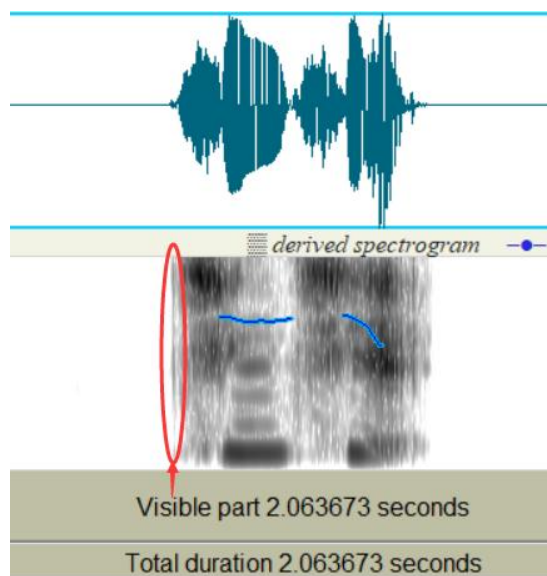 derived spectrogram
Visible part 2.063673 seconds
Total duration 2.063673 seconds